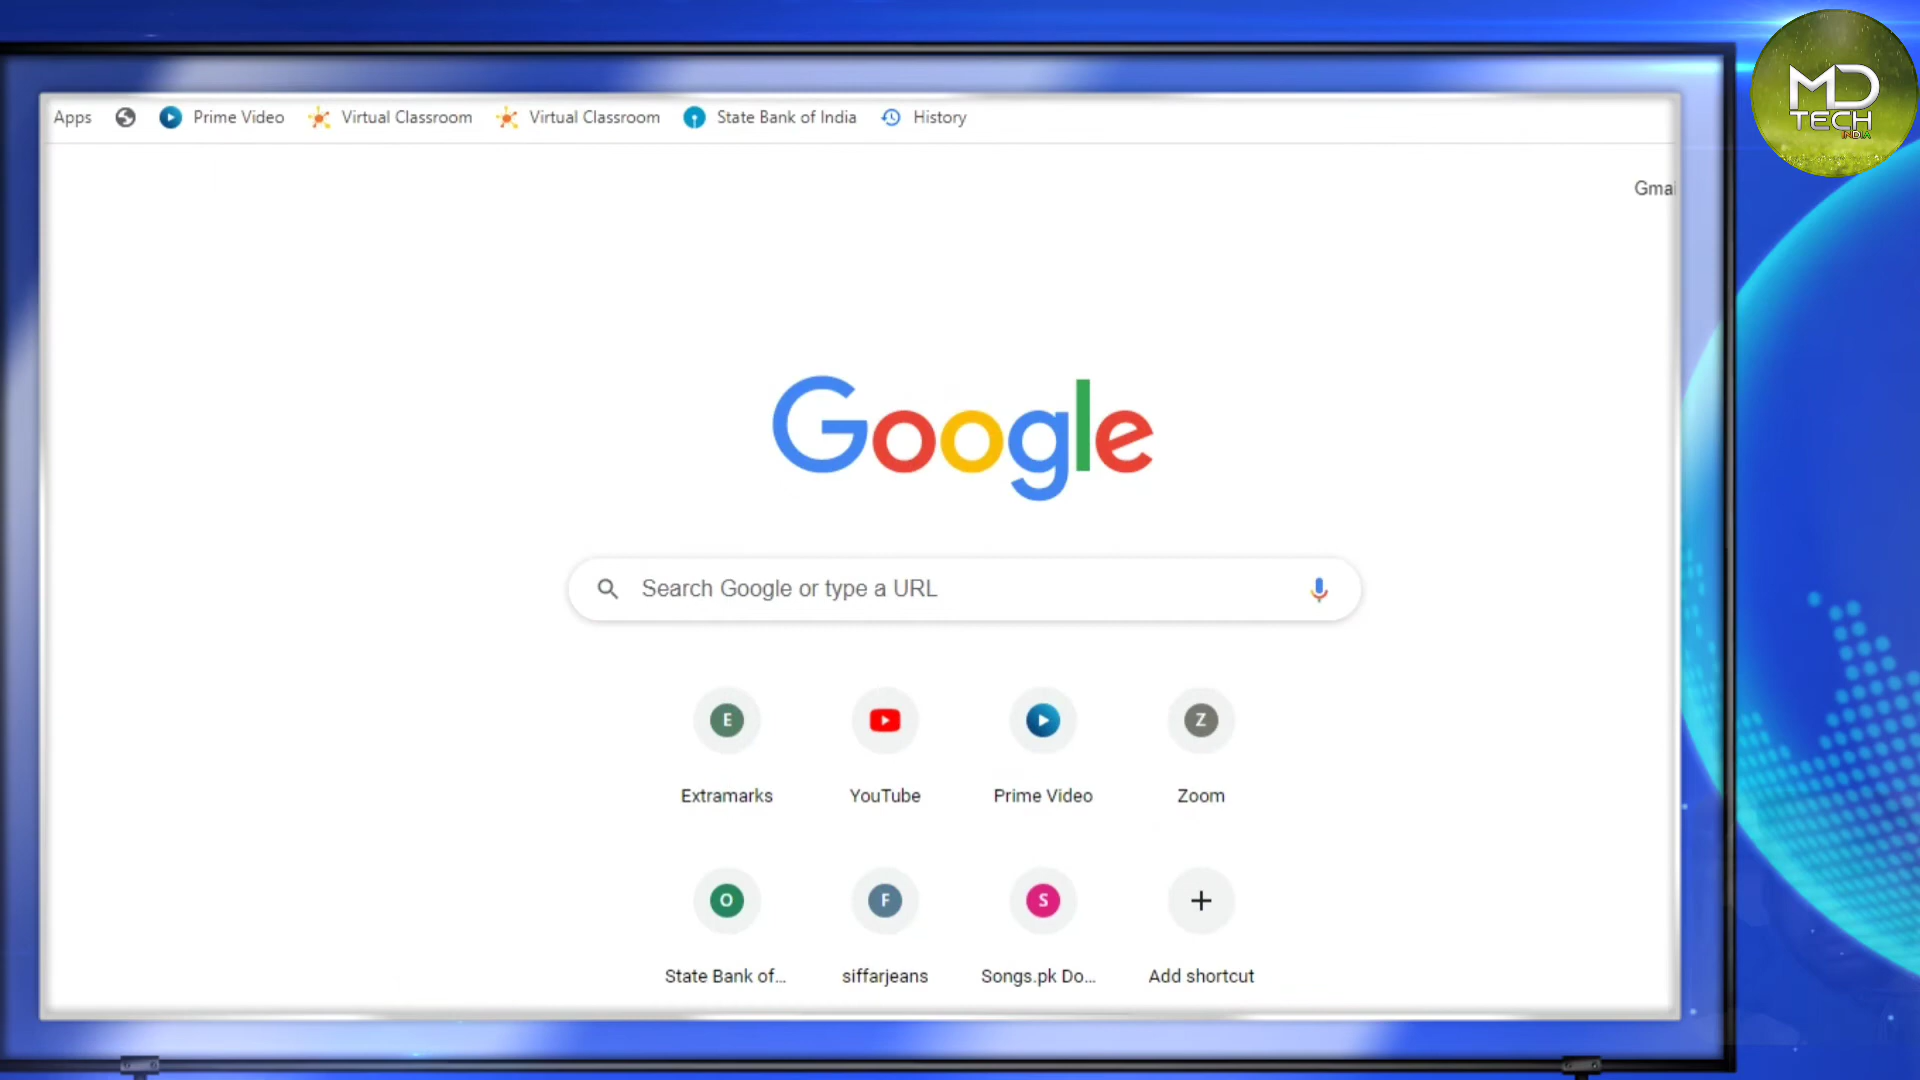 Apps Prime Video Virtual Classroom Virtual Classroom State Bank of India History
MD
TECH
INDIA
Gmai
Google
Search Google or type a URL
E Z
Extramarks YouTube Prime Video Zoom
O F S
State Bank of... siffarjeans Songs.pk Do... Add shortcut